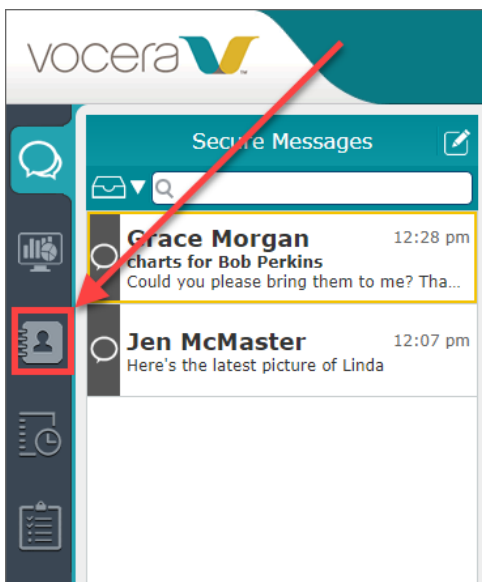 vocera
Secure Messages
Grace Morgan 12:28 pm
charts for Bob Perkins
Could you please bring them to me? Tha...
Jen McMaster 12:07 pm
Here's the latest picture of Linda